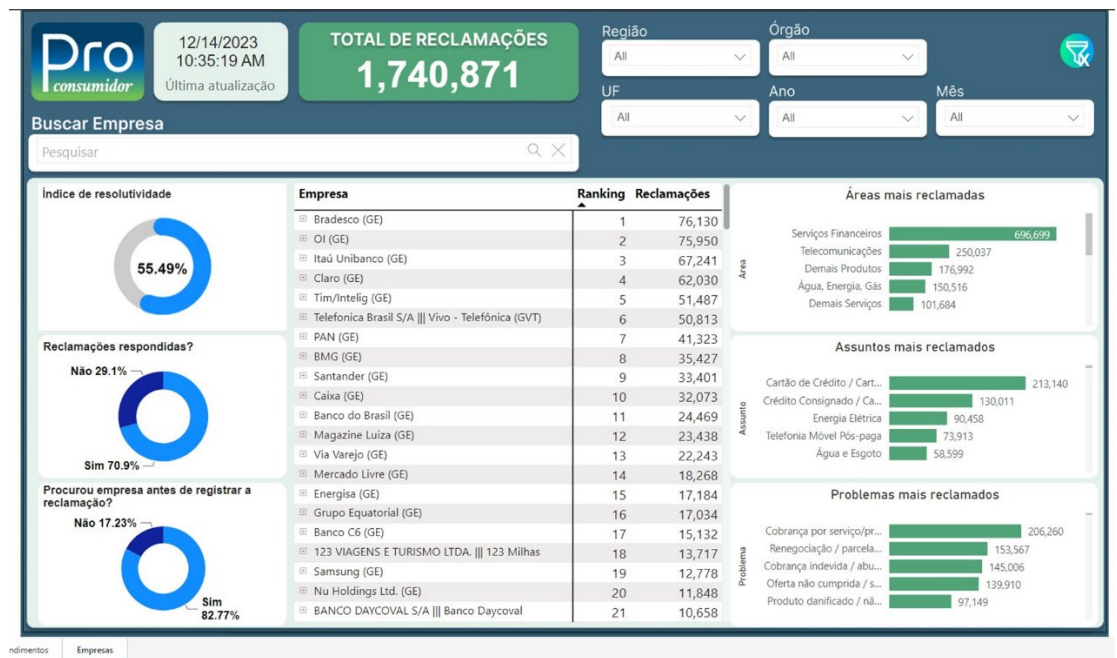 Pro
consumidor
12/14/2023
10:35:19 AM
Última atualização
TOTAL DE RECLAMAÇÕES
1,740,871
Região
All
Órgão
All
UF
All
Ano
All
Mês
All
Buscar Empresa
Pesquisar
Índice de resolutividade
55.49%
Reclamações respondidas?
Não 29.1%
Sim 70.9%
Procurou empresa antes de registrar a
reclamação?
Não 17.23%
Sim
82.77%
Empresa Ranking Reclamações
Bradesco (GE) 1 76,130
OI (GE) 2 75,950
Itaú Unibanco (GE) 3 67,241
Claro (GE) 4 62,030
Tim/Intelig (GE) 5 51,487
Telefonica Brasil S/A ||| Vivo - Telefônica (GVT) 6 50,813
PAN (GE) 7 41,323
BMG (GE) 8 35,427
Santander (GE) 9 33,401
Caixa (GE) 10 32,073
Banco do Brasil (GE) 11 24,469
Magazine Luiza (GE) 12 23,438
Via Varejo (GE) 13 22,243
Mercado Livre (GE) 14 18,268
Energisa (GE) 15 17,184
Grupo Equatorial (GE) 16 17,034
Banco C6 (GE) 17 15,132
123 VIAGENS E TURISMO LTDA. ||| 123 Milhas 18 13,717
Samsung (GE) 19 12,778
Nu Holdings Ltd. (GE) 20 11,848
BANCO DAYCOVAL S/A ||| Banco Daycoval 21 10,658
Áreas mais reclamadas
Área
Serviços Financeiros 696,699
Telecomunicações 250,037
Demais Produtos 176,992
Água, Energia, Gás 150,516
Demais Serviços 101,684
Assuntos mais reclamados
Assunto
Cartão de Crédito / Cart... 213,140
Crédito Consignado / Ca... 130,011
Energia Elétrica 90,458
Telefonia Móvel Pós-paga 73,913
Água e Esgoto 58,599
Problemas mais reclamados
Problema
Cobrança por serviço/pr... 206,260
Renegociação / parcela... 153,567
Cobrança indevida / abu... 145,006
Oferta não cumprida / s... 139,910
Produto danificado / nã... 97,149
ndimentos
Empresas